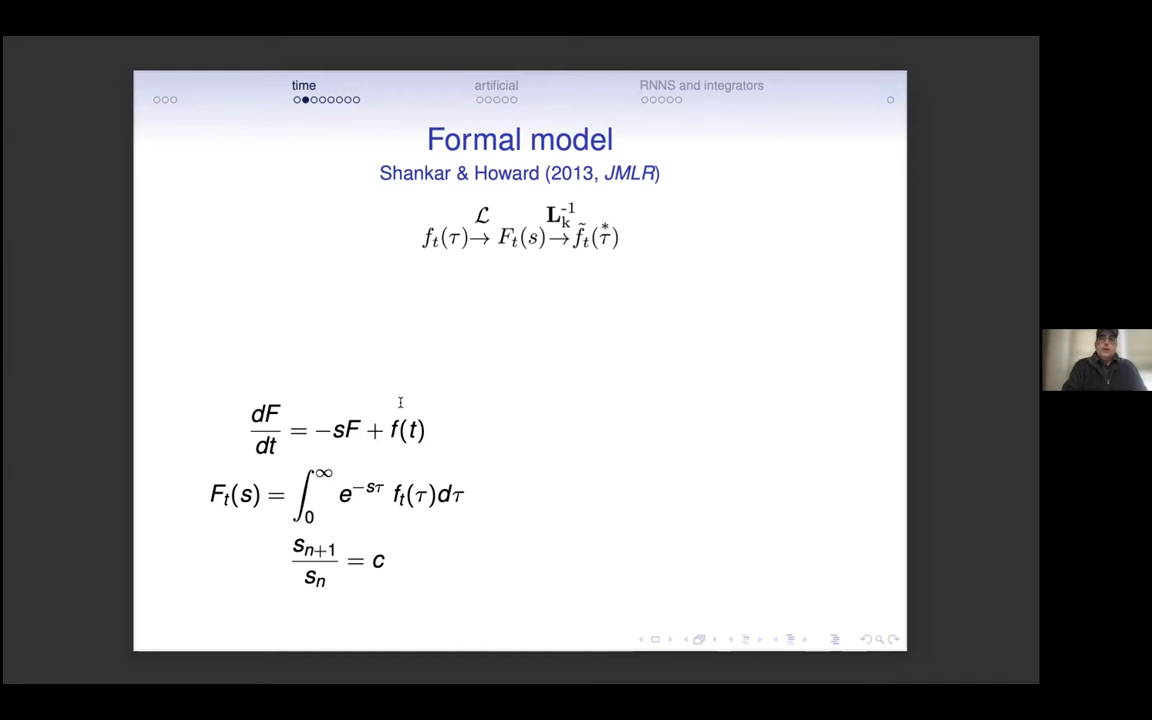 time artificial RNNS and integrators
Formal model
Shankar & Howard (2013, JMLR)
f_t(τ) →^ℒ F_t(s) →^{L_k^{-1}} f̃_t(τ*)
dF/dt = −sF + f(t)
F_t(s) = ∫_0^∞ e^{−sτ} f_t(τ)dτ
s_{n+1}/s_n = c